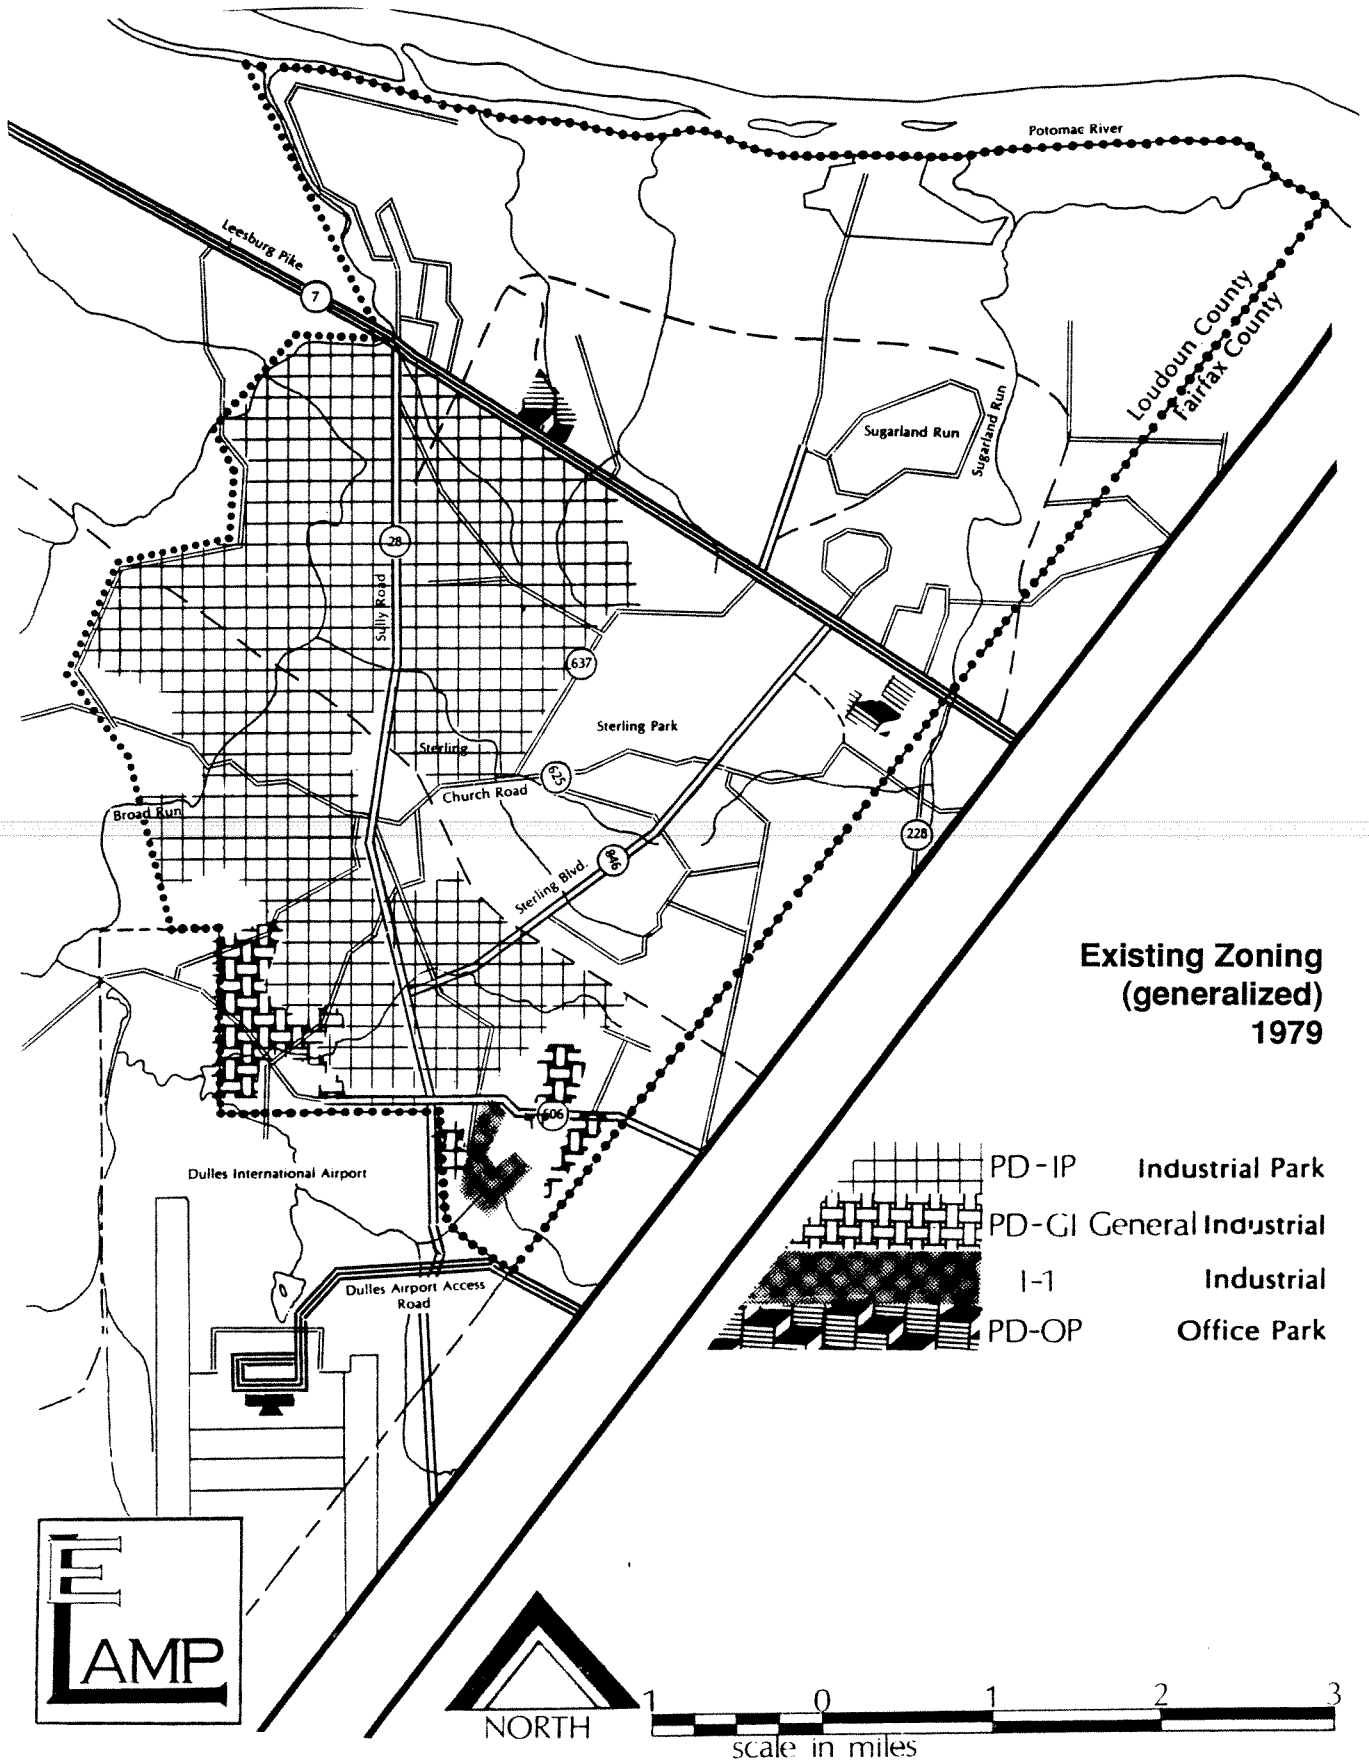 Potomac River
Leesburg Pike
7
Loudoun County
Fairfax County
Sugarland Run
Sugarland Run
28
Sully Road
637
Sterling Park
Sterling
625
Church Road
Broad Run
228
846
Sterling Blvd.
Existing Zoning
(generalized)
1979
606
Dulles International Airport
PD-IP Industrial Park
PD-GI General Industrial
I-1 Industrial
PD-OP Office Park
Dulles Airport Access
Road
E
LAMP
NORTH
1 0 1 2 3
scale in miles